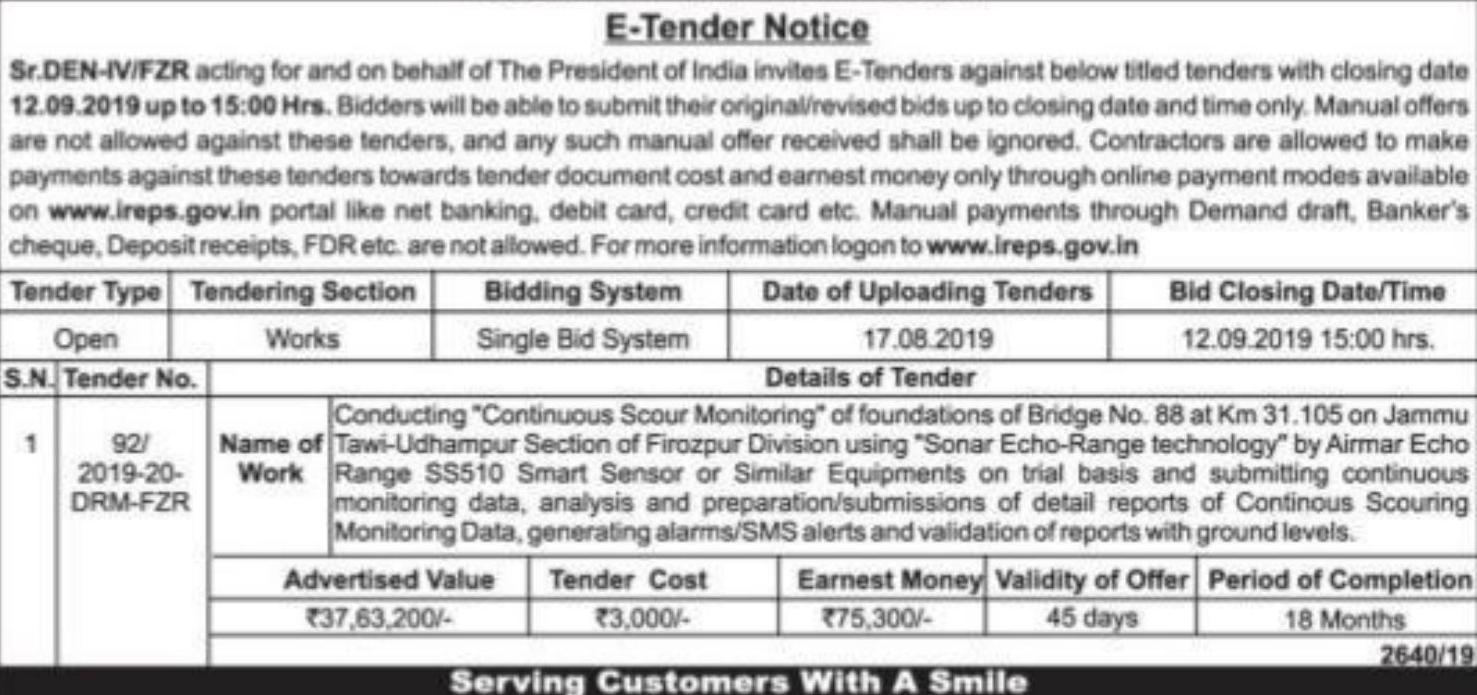 E-Tender Notice
Sr.DEN-IV/FZR acting for and on behalf of The President of India invites E-Tenders against below titled tenders with closing date
12.09.2019 up to 15:00 Hrs. Bidders will be able to submit their original/revised bids up to closing date and time only. Manual offers
are not allowed against these tenders, and any such manual offer received shall be ignored. Contractors are allowed to make
payments against these tenders towards tender document cost and earnest money only through online payment modes available
on www.ireps.gov.in portal like net banking, debit card, credit card etc. Manual payments through Demand draft, Banker's
cheque, Deposit receipts, FDR etc. are not allowed. For more information logon to www.ireps.gov.in
Tender Type Tendering Section Bidding System Date of Uploading Tenders Bid Closing Date/Time
Open Works Single Bid System 17.08.2019 12.09.2019 15:00 hrs.
S.N. Tender No. Details of Tender
1 92/
2019-20-
DRM-FZR
Name of
Work
Conducting "Continuous Scour Monitoring" of foundations of Bridge No. 88 at Km 31.105 on Jammu
Tawi-Udhampur Section of Firozpur Division using "Sonar Echo-Range technology" by Airmar Echo
Range SS510 Smart Sensor or Similar Equipments on trial basis and submitting continuous
monitoring data, analysis and preparation/submissions of detail reports of Continous Scouring
Monitoring Data, generating alarms/SMS alerts and validation of reports with ground levels.
Advertised Value Tender Cost Earnest Money Validity of Offer Period of Completion
₹37,63,200/- ₹3,000/- ₹75,300/- 45 days 18 Months
2640/19
Serving Customers With A Smile